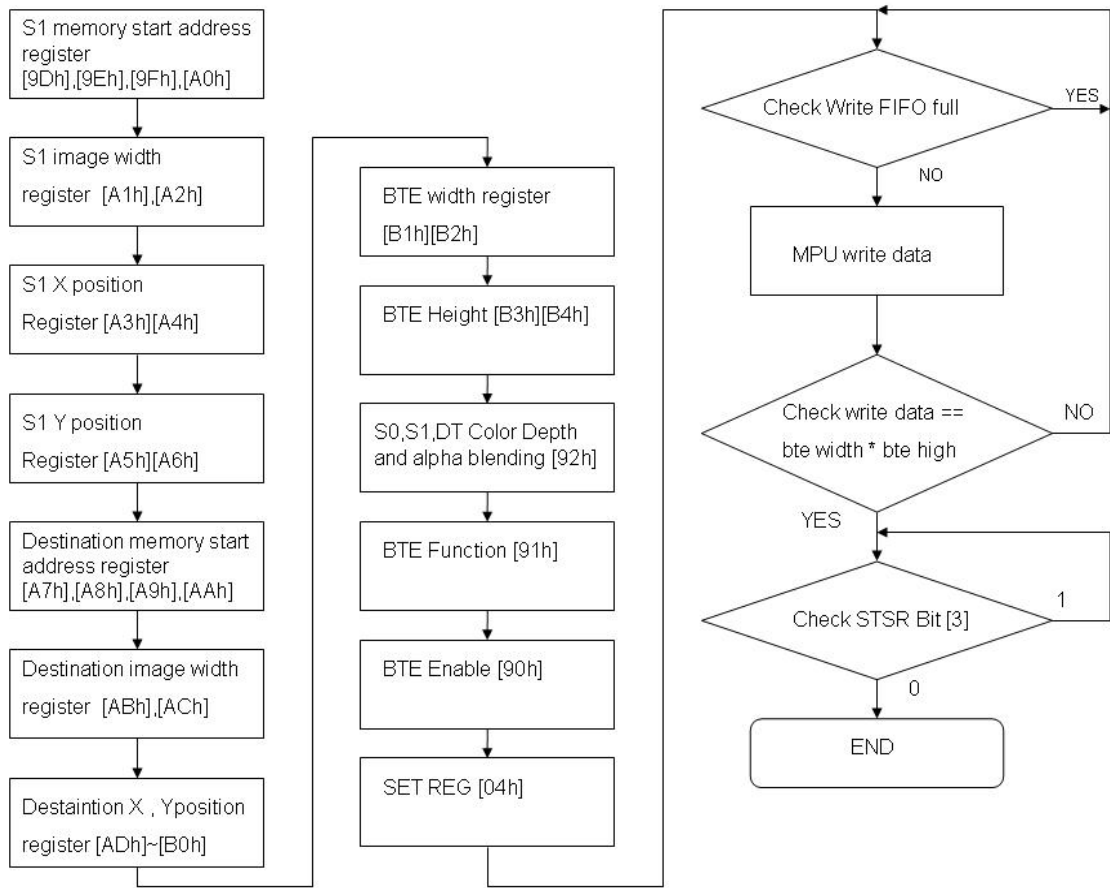 S1 memory start address
register
[9Dh],[9Eh],[9Fh],[A0h]
S1 image width
register [A1h],[A2h]
S1 X position
Register [A3h][A4h]
S1 Y position
Register [A5h][A6h]
Destination memory start
address register
[A7h],[A8h],[A9h],[AAh]
Destination image width
register [ABh],[ACh]
Destaintion X , Yposition
register [ADh]~[B0h]
BTE width register
[B1h][B2h]
BTE Height [B3h][B4h]
S0,S1,DT Color Depth
and alpha blending [92h]
BTE Function [91h]
BTE Enable [90h]
SET REG [04h]
Check Write FIFO full
YES
NO
MPU write data
Check write data ==
bte width * bte high
NO
YES
Check STSR Bit [3]
1
0
END